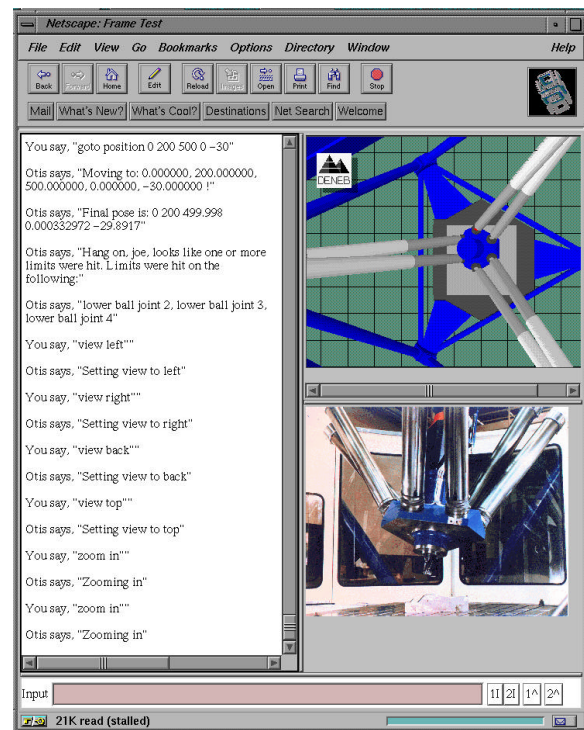 Netscape: Frame Test
File Edit View Go Bookmarks Options Directory Window Help
Back Forward Home Edit Reload Images Open Print Find Stop
Mail What's New? What's Cool? Destinations Net Search Welcome
You say, "goto position 0 200 500 0 -30"
Otis says, "Moving to: 0.000000, 200.000000,
500.000000, 0.000000, -30.000000 !"
Otis says, "Final pose is: 0 200 499.998
0.000332972 -29.8917"
Otis says, "Hang on, joe, looks like one or more
limits were hit. Limits were hit on the
following:"
Otis says, "lower ball joint 2, lower ball joint 3,
lower ball joint 4"
You say, "view left""
Otis says, "Setting view to left"
You say, "view right""
Otis says, "Setting view to right"
You say, "view back""
Otis says, "Setting view to back"
You say, "view top""
Otis says, "Setting view to top"
You say, "zoom in""
Otis says, "Zooming in"
You say, "zoom in""
Otis says, "Zooming in"
DENEB
Input 1I 2I 1^ 2^
21K read (stalled)